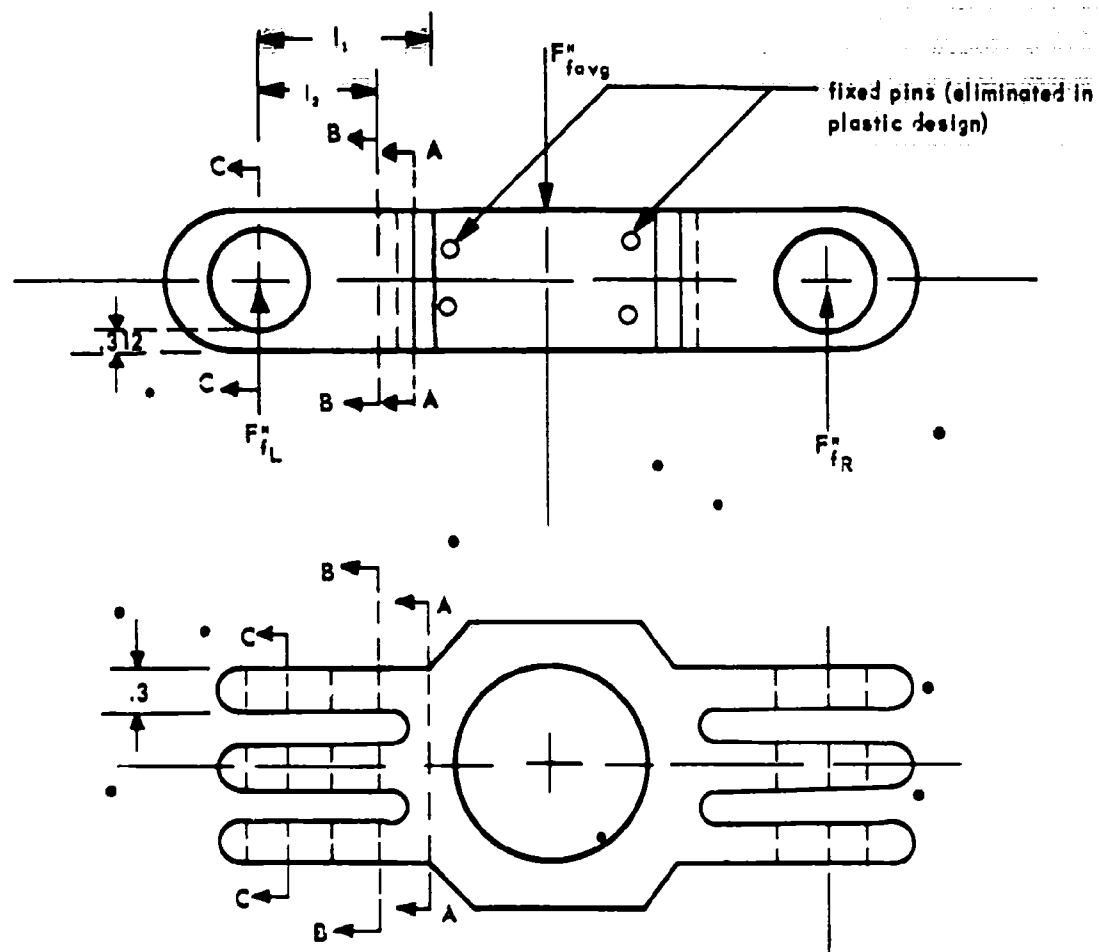 l₁
F"favg
fixed pins (eliminated in
plastic design)
l₂
B
A
C
.312
C
B
A
F"fL
F"fR
B
A
C
.3
C
A
B